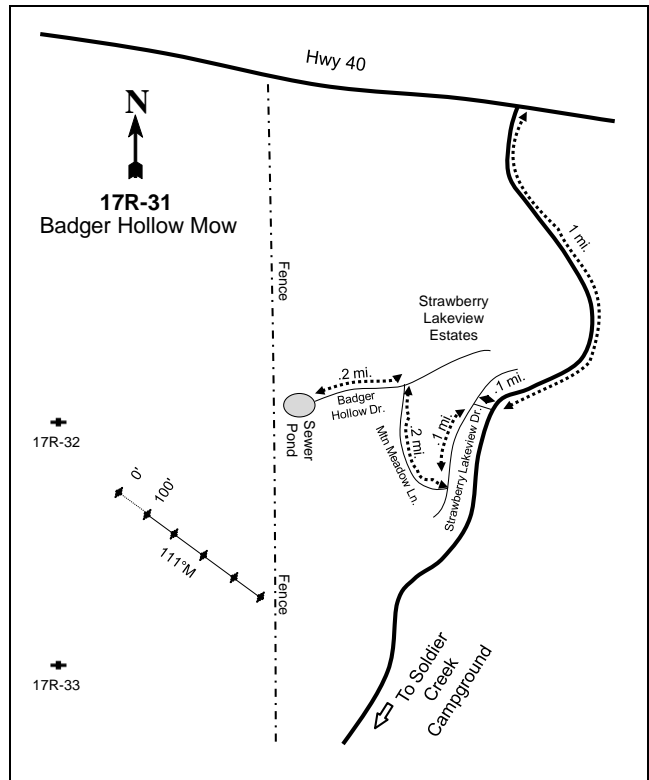 Hwy 40
N
17R-31
Badger Hollow Mow
1 mi.
Fence
Strawberry
Lakeview
Estates
.2 mi.
.1 mi.
Badger
Hollow Dr.
.1 mi.
.2 mi.
Sewer
Pond
Mtn Meadow Ln.
Strawberry Lakeview Dr.
17R-32
0'
100'
111°M
Fence
17R-33
To Soldier
Creek
Campground